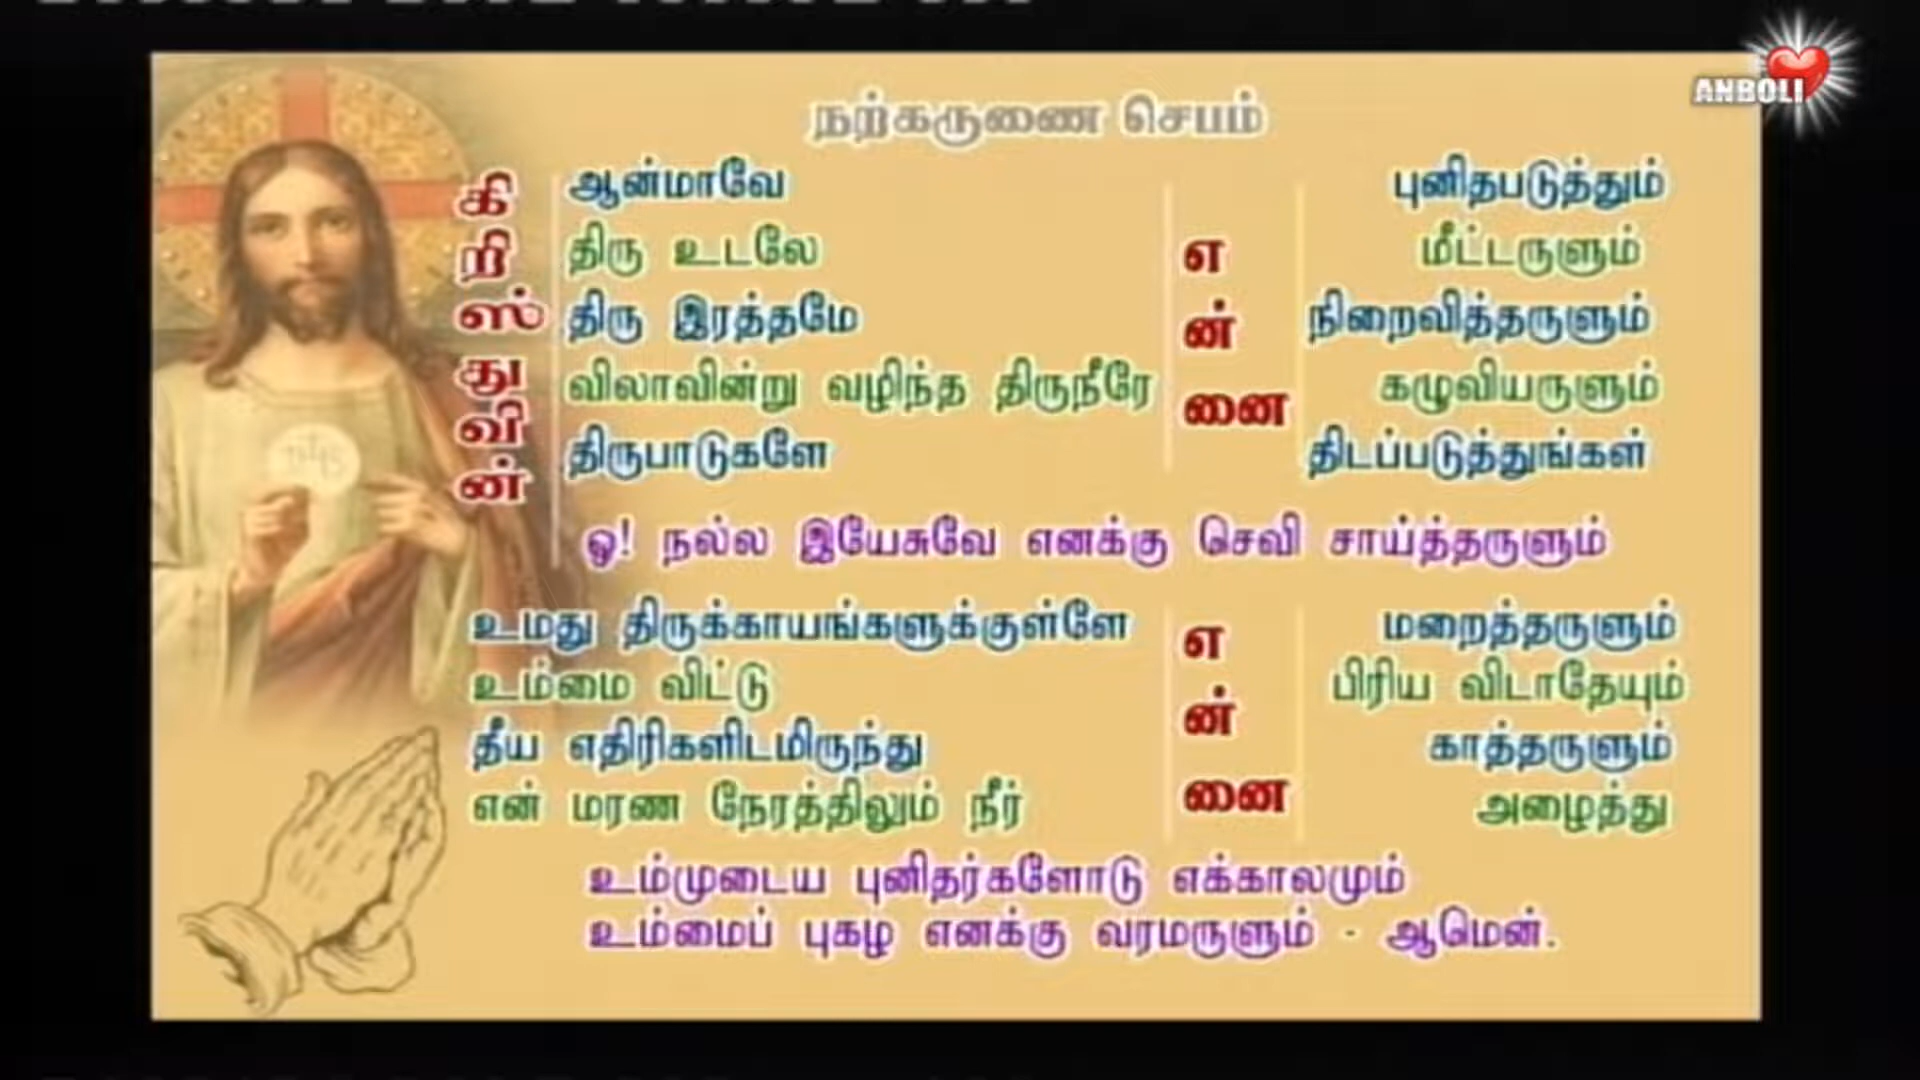 ANBOLI
நற்கருணை செபம்
கிறிஸ்துவின்
ஆன்மாவே
திரு உடலே
திரு இரத்தமே
விலாவின்று வழிந்த திருநீரே
திருபாடுகளே
என்னை
புனிதபடுத்தும்
மீட்டருளும்
நிறைவித்தருளும்
கழுவியருளும்
திடப்படுத்துங்கள்
ஓ! நல்ல இயேசுவே எனக்கு செவி சாய்த்தருளும்
உமது திருக்காயங்களுக்குள்ளே
உம்மை விட்டு
தீய எதிரிகளிடமிருந்து
என் மரண நேரத்திலும் நீர்
என்னை
மறைத்தருளும்
பிரிய விடாதேயும்
காத்தருளும்
அழைத்து
உம்முடைய புனிதர்களோடு எக்காலமும்
உம்மைப் புகழ எனக்கு வரமருளும் - ஆமென்.